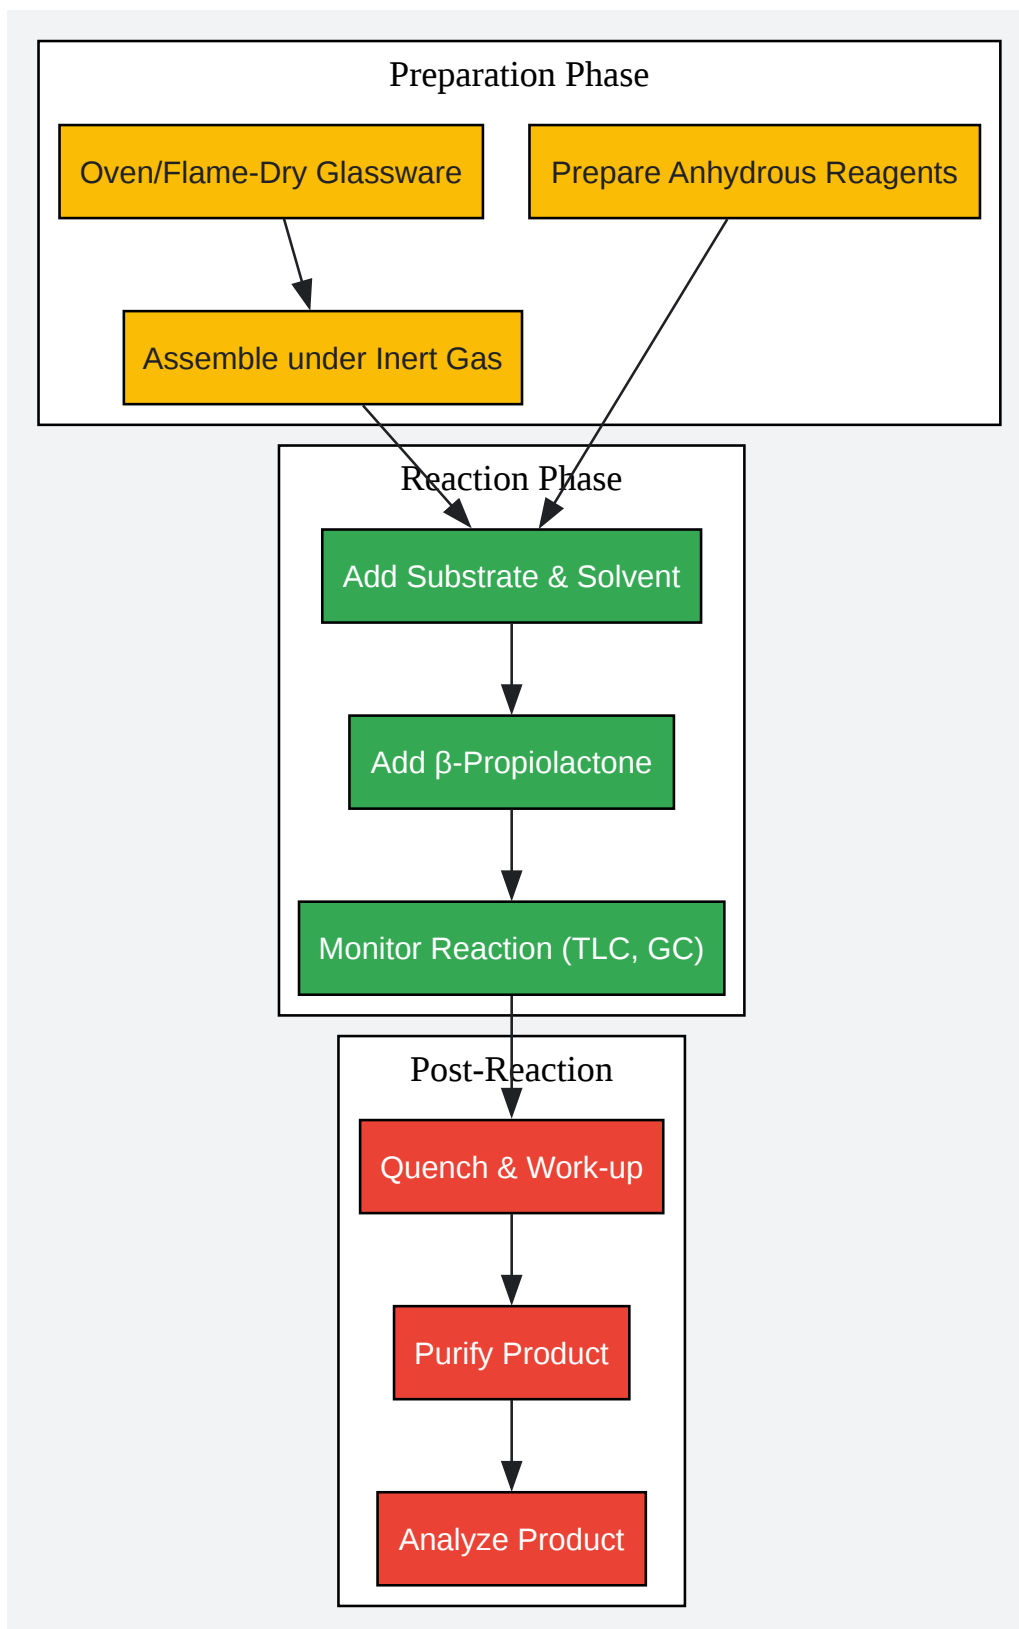 Preparation Phase
Oven/Flame-Dry Glassware
Prepare Anhydrous Reagents
Assemble under Inert Gas
Reaction Phase
Add Substrate & Solvent
Add β-Propiolactone
Monitor Reaction (TLC, GC)
Post-Reaction
Quench & Work-up
Purify Product
Analyze Product